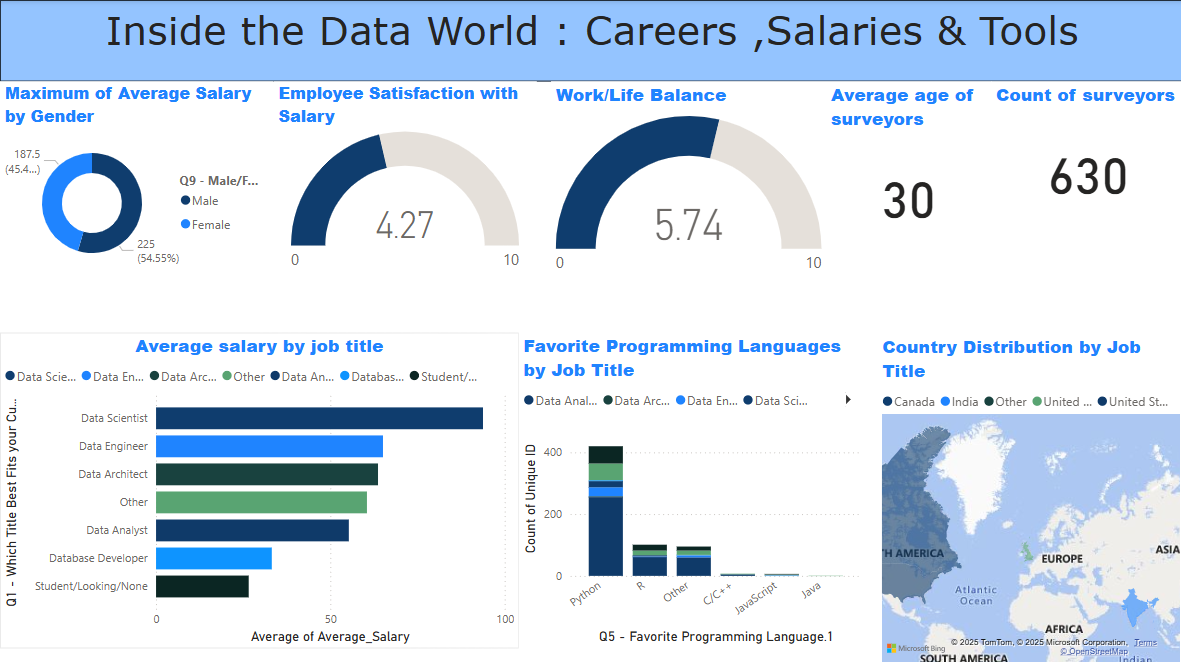 Inside the Data World : Careers ,Salaries & Tools
Maximum of Average Salary
by Gender
187.5
(45.4...)
225
(54.55%)
Q9 - Male/F...
Male
Female
Employee Satisfaction with
Salary
4.27
0
10
Work/Life Balance
5.74
0
10
Average age of
surveyors
30
Count of surveyors
630
Average salary by job title
Data Scie... Data En... Data Arc... Other Data An... Databas... Student/...
Q1 - Which Title Best Fits your Cu...
Data Scientist
Data Engineer
Data Architect
Other
Data Analyst
Database Developer
Student/Looking/None
0 50 100
Average of Average_Salary
Favorite Programming Languages
by Job Title
Data Anal... Data Arc... Data En... Data Sci...
Count of Unique ID
400
200
0
Python R Other C/C++ JavaScript Java
Q5 - Favorite Programming Language.1
Country Distribution by Job
Title
Canada India Other United ... United St...
TH AMERICA
EUROPE
ASIA
Atlantic
Ocean
AFRICA
Microsoft Bing
© 2025 TomTom, © 2025 Microsoft Corporation, Terms
© OpenStreetMap
SOUTH AMERICA
Indian